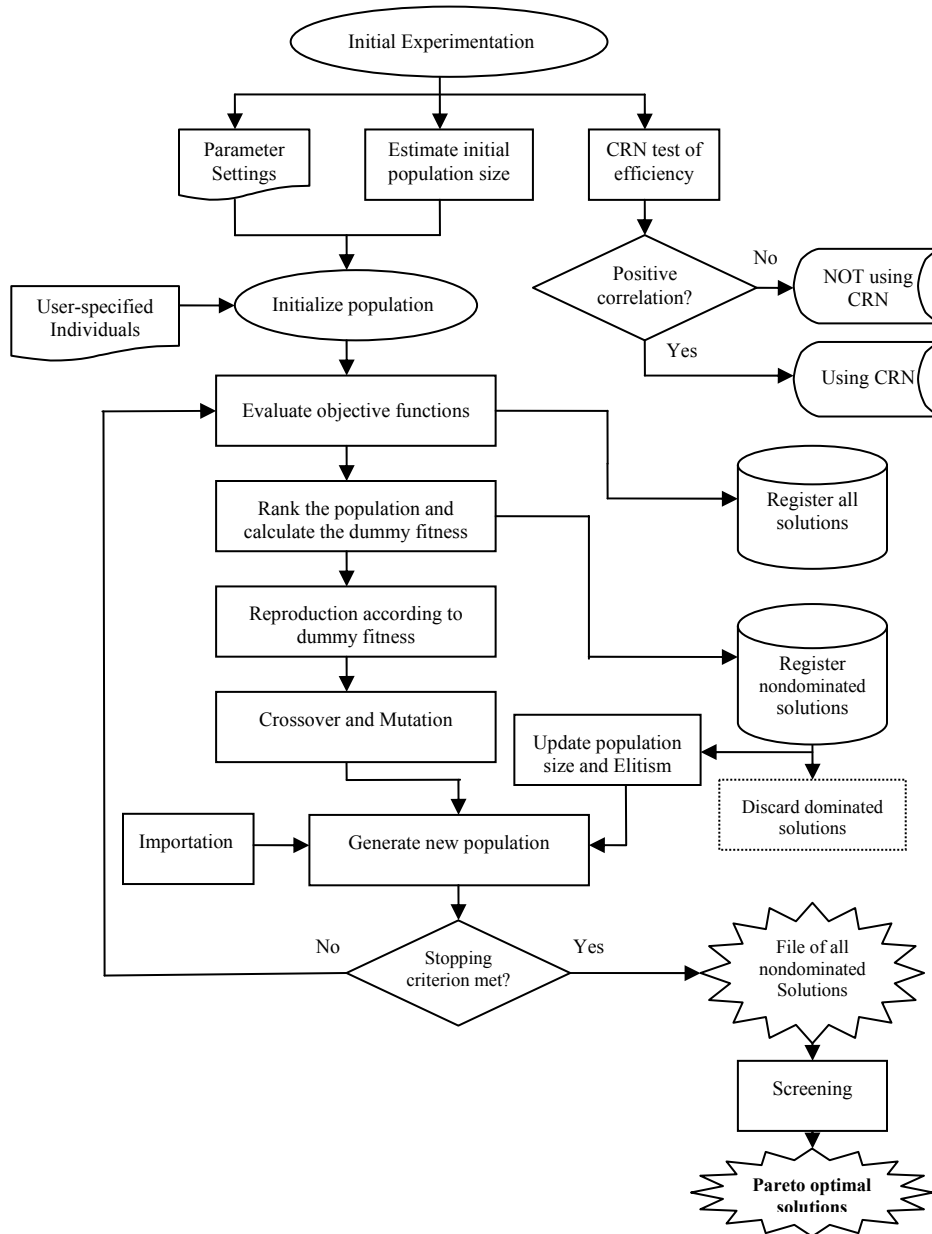 Initial Experimentation
Parameter
Settings
Estimate initial
population size
CRN test of
efficiency
Positive
correlation?
No
NOT using
CRN
Yes
Using CRN
User-specified
Individuals
Initialize population
Evaluate objective functions
Register all
solutions
Rank the population and
calculate the dummy fitness
Reproduction according to
dummy fitness
Register
nondominated
solutions
Crossover and Mutation
Update population
size and Elitism
Discard dominated
solutions
Importation
Generate new population
No
Stopping
criterion met?
Yes
File of all
nondominated
Solutions
Screening
Pareto optimal
solutions